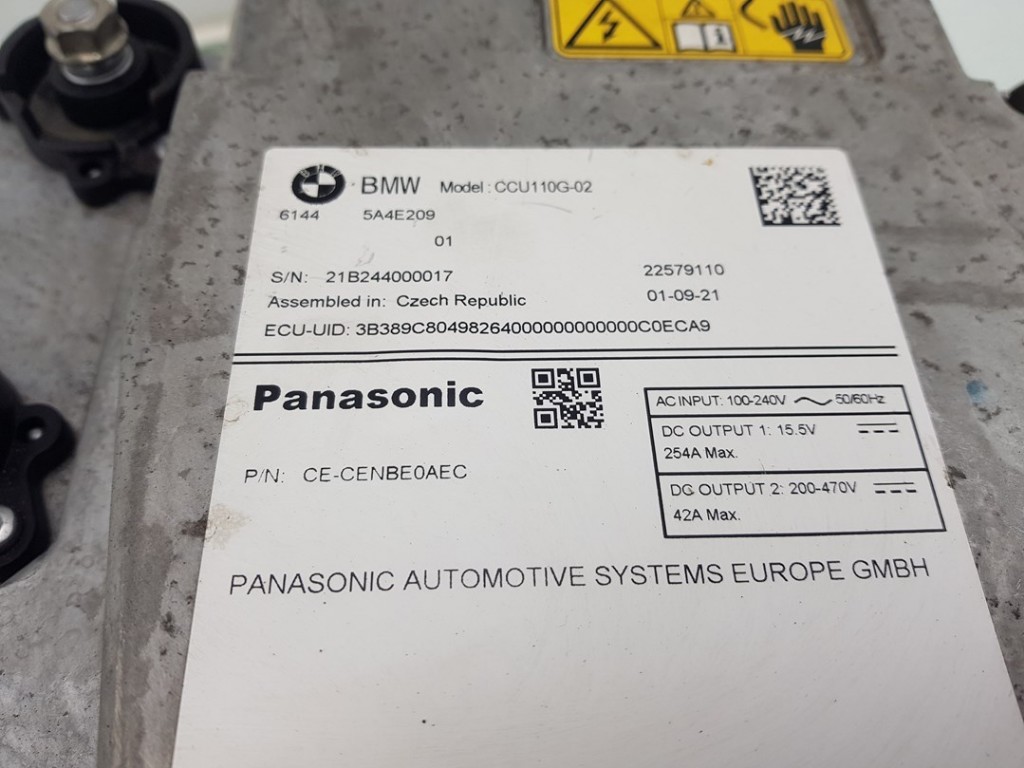 BMW Model : CCU110G-02
6144 5A4E209
01
S/N: 21B244000017 22579110
Assembled in: Czech Republic 01-09-21
ECU-UID: 3B389C80498264000000000000C0ECA9
Panasonic
AC INPUT: 100-240V 50/60Hz
DC OUTPUT 1: 15.5V
254A Max.
P/N: CE-CENBE0AEC
DC OUTPUT 2: 200-470V
42A Max.
PANASONIC AUTOMOTIVE SYSTEMS EUROPE GMBH